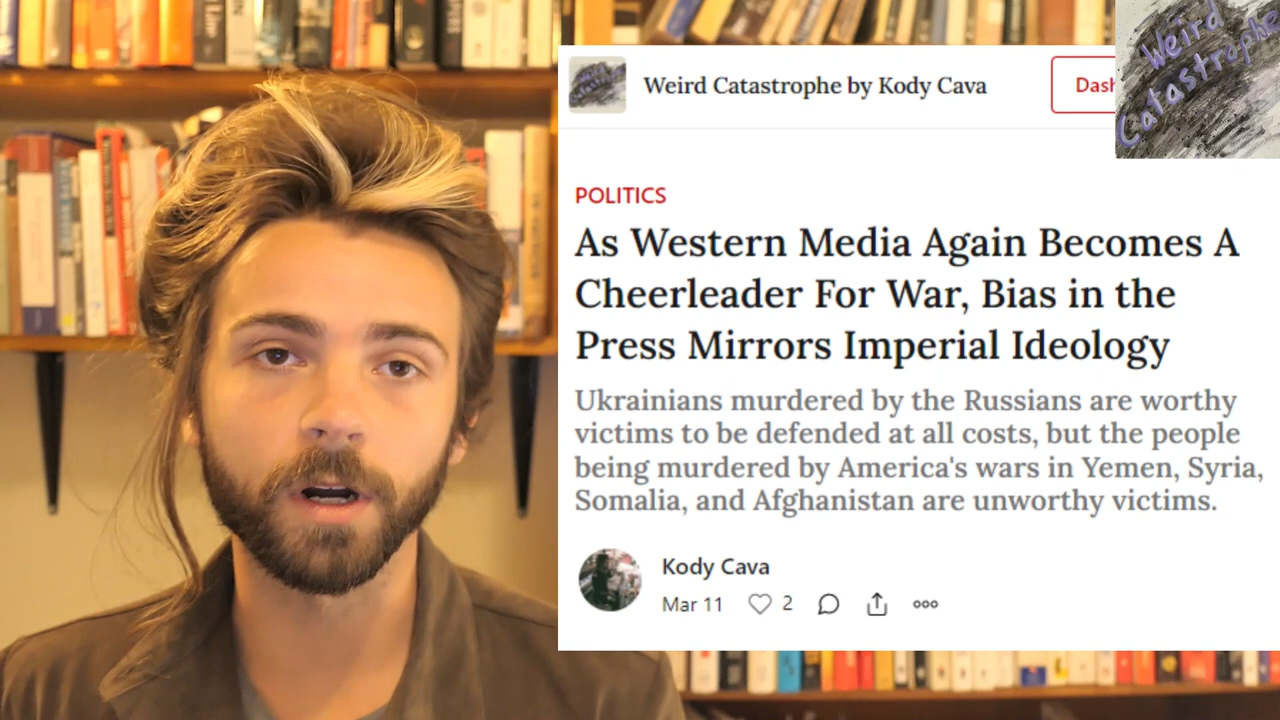 Weird Catastrophe by Kody Cava
Dash
Weird
Catastrophe
POLITICS
As Western Media Again Becomes A
Cheerleader For War, Bias in the
Press Mirrors Imperial Ideology
Ukrainians murdered by the Russians are worthy
victims to be defended at all costs, but the people
being murdered by America's wars in Yemen, Syria,
Somalia, and Afghanistan are unworthy victims.
Kody Cava
Mar 11
2